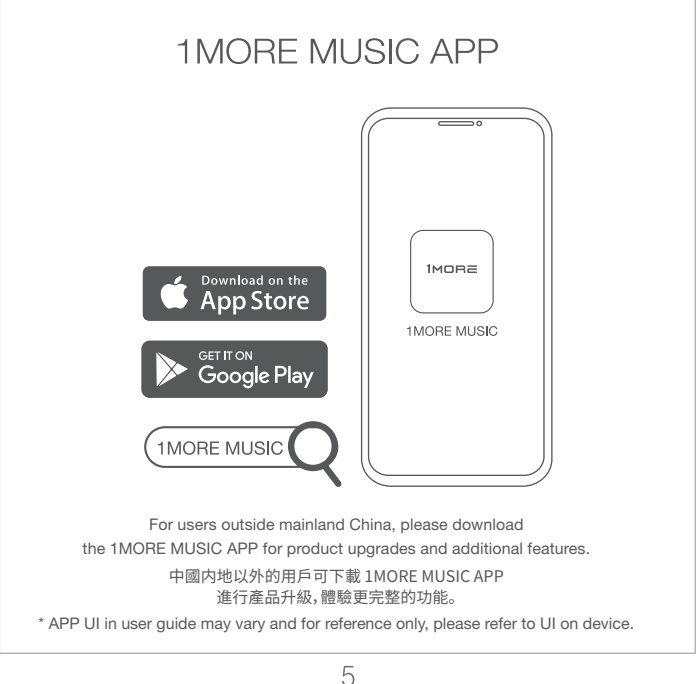 1MORE MUSIC APP
Download on the
App Store
GET IT ON
Google Play
1MORE MUSIC
1MORE
1MORE MUSIC
For users outside mainland China, please download
the 1MORE MUSIC APP for product upgrades and additional features.
中國内地以外的用戶可下載 1MORE MUSIC APP
進行產品升級，體驗更完整的功能。
* APP UI in user guide may vary and for reference only, please refer to UI on device.
5